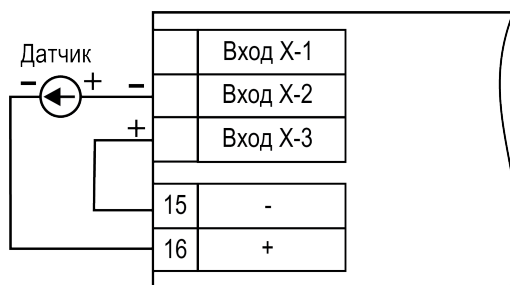 Датчик
Вход X-1
− + −
Вход X-2
+
Вход X-3
15 -
16 +